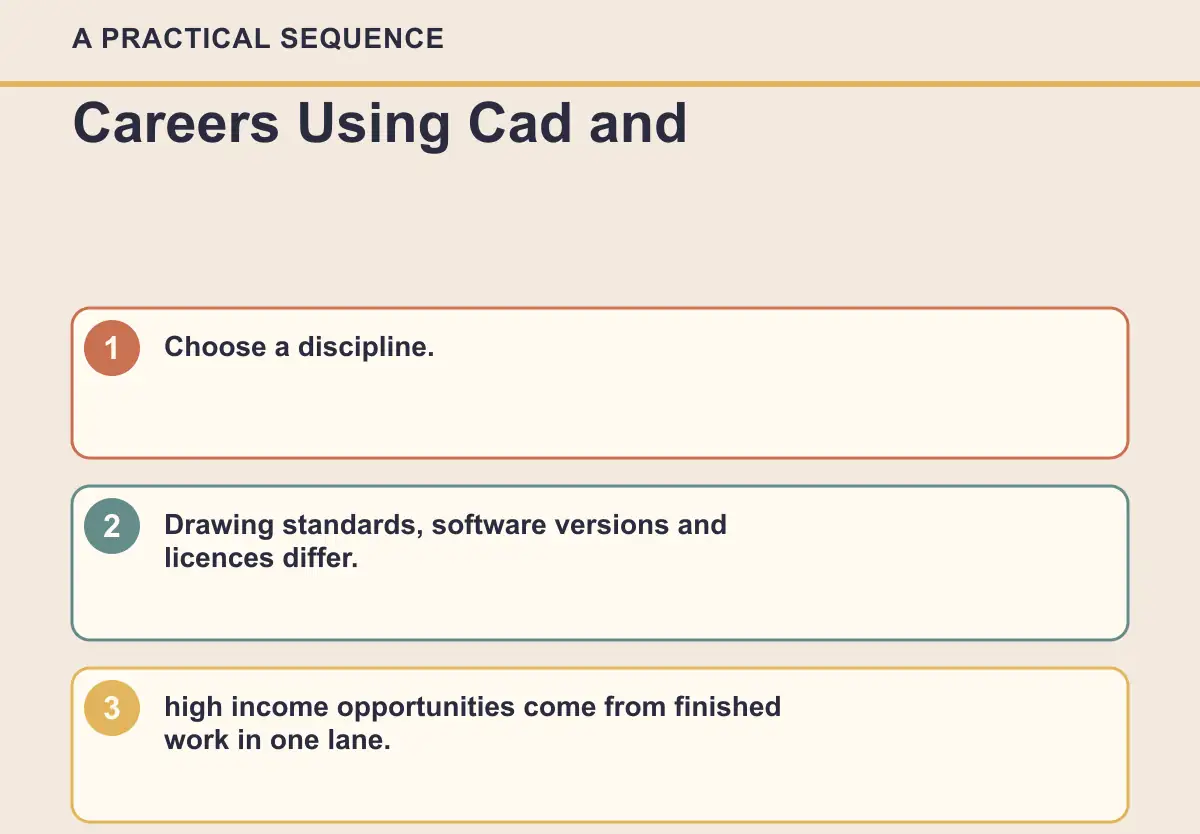 A PRACTICAL SEQUENCE
Careers Using Cad and
1
Choose a discipline.
2
Drawing standards, software versions and
licences differ.
3
high income opportunities come from finished
work in one lane.